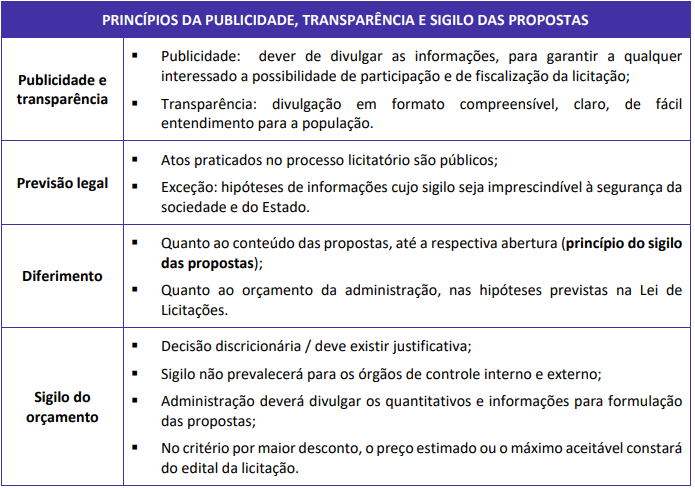 PRINCÍPIOS DA PUBLICIDADE, TRANSPARÊNCIA E SIGILO DAS PROPOSTAS
Publicidade e
transparência
▪ Publicidade: dever de divulgar as informações, para garantir a qualquer
interessado a possibilidade de participação e de fiscalização da licitação;
▪ Transparência: divulgação em formato compreensível, claro, de fácil
entendimento para a população.
Previsão legal
▪ Atos praticados no processo licitatório são públicos;
▪ Exceção: hipóteses de informações cujo sigilo seja imprescindível à segurança da
sociedade e do Estado.
Diferimento
▪ Quanto ao conteúdo das propostas, até a respectiva abertura (princípio do sigilo
das propostas);
▪ Quanto ao orçamento da administração, nas hipóteses previstas na Lei de
Licitações.
Sigilo do
orçamento
▪ Decisão discricionária / deve existir justificativa;
▪ Sigilo não prevalecerá para os órgãos de controle interno e externo;
▪ Administração deverá divulgar os quantitativos e informações para formulação
das propostas;
▪ No critério por maior desconto, o preço estimado ou o máximo aceitável constará
do edital da licitação.